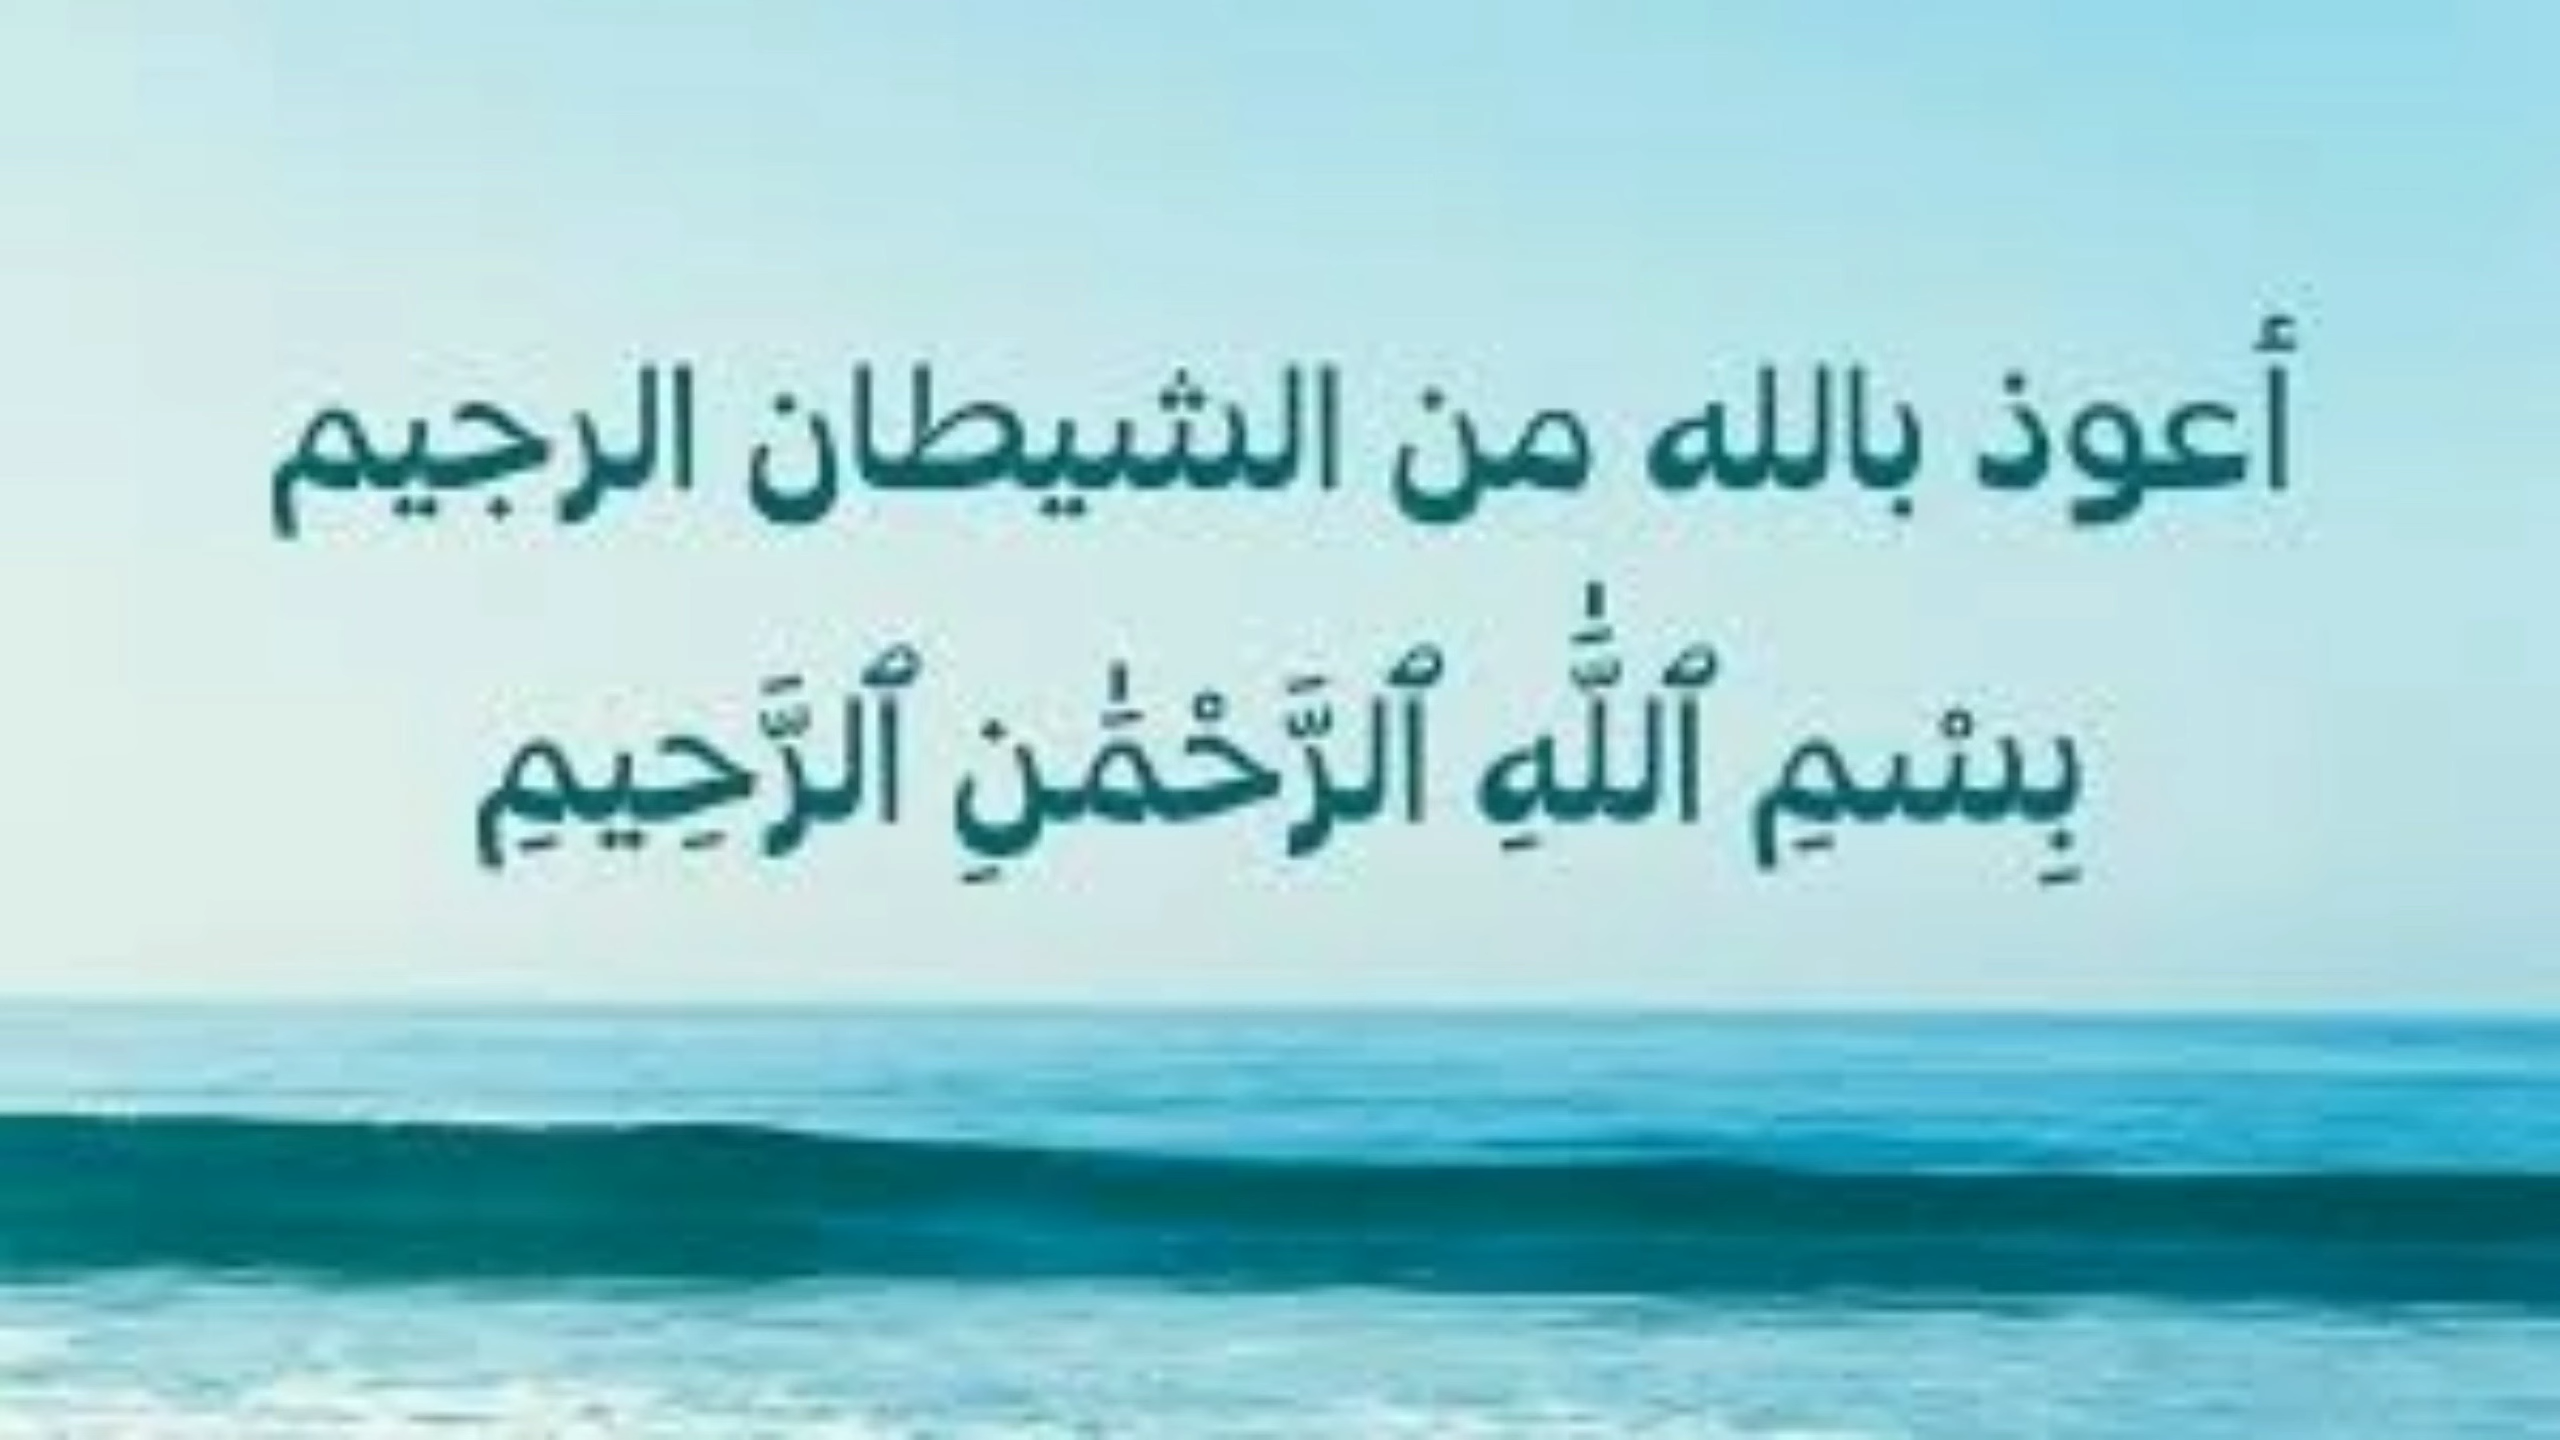 أعوذ بالله من الشيطان الرجيم
بِسْمِ ٱللَّٰهِ ٱلرَّحْمَٰنِ ٱلرَّحِيمِ